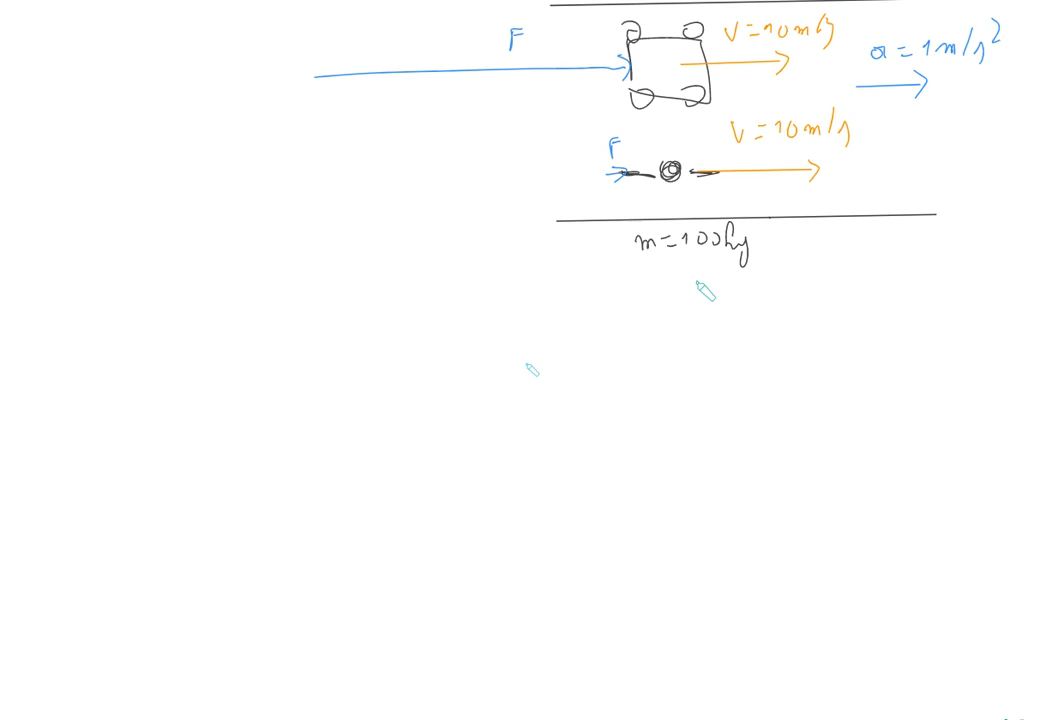 F
V = 10 m/s
a = 1 m/s²
V = 10 m/s
F
m = 100 kg